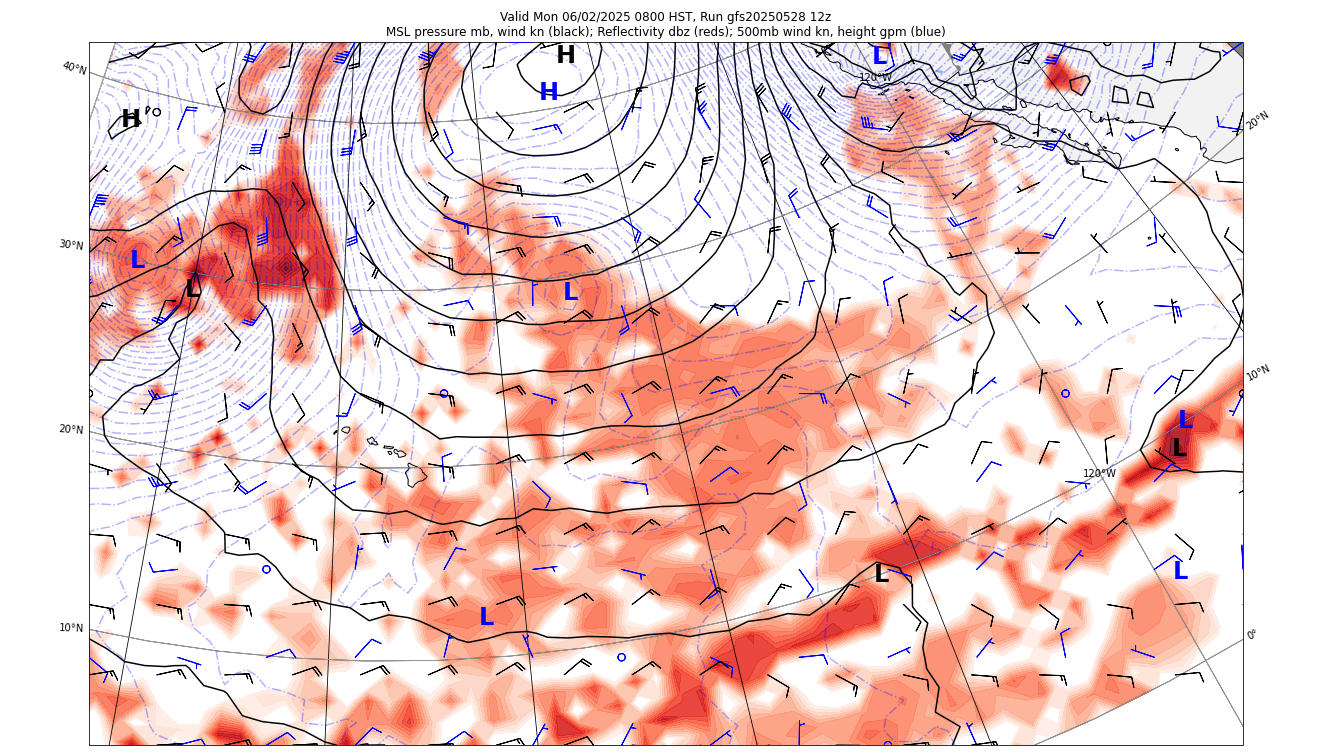 Valid Mon 06/02/2025 0800 HST, Run gfs20250528 12z
MSL pressure mb, wind kn (black); Reflectivity dbz (reds); 500mb wind kn, height gpm (blue)
H
L
40°N
120°W
H
H
20°N
30°N
L
L
L
10°N
20°N
L
L
120°W
L
L
L
10°N
0°